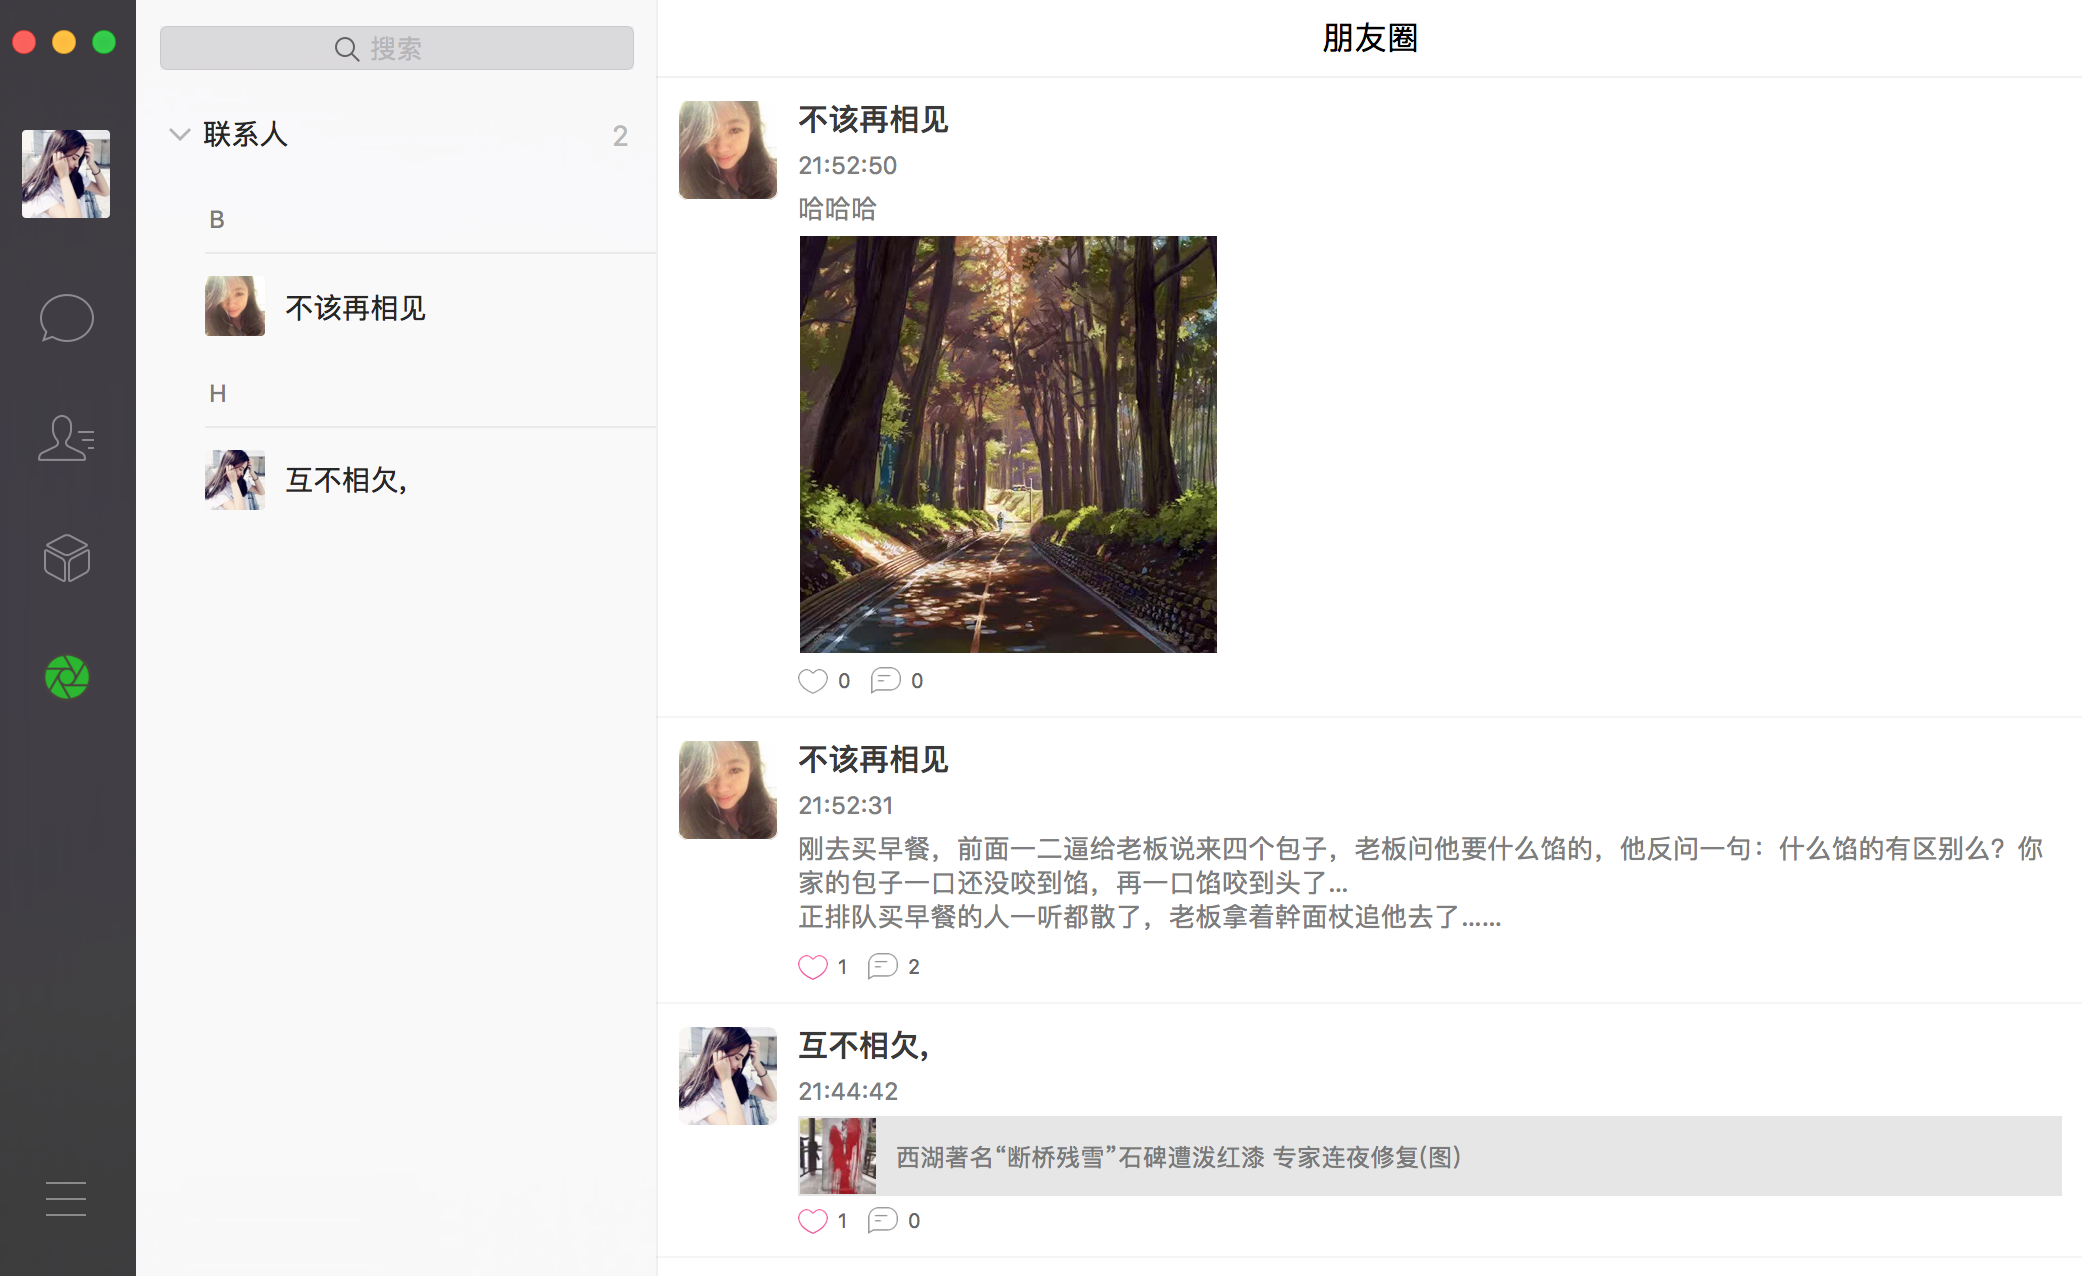 搜索
联系人 2
B
不该再相见
H
互不相欠,
朋友圈
不该再相见
21:52:50
哈哈哈
0 0
不该再相见
21:52:31
刚去买早餐，前面一二逼给老板说来四个包子，老板问他要什么馅的，他反问一句：什么馅的有区别么？你
家的包子一口还没咬到馅，再一口馅咬到头了...
正排队买早餐的人一听都散了，老板拿着幹面杖追他去了......
1 2
互不相欠,
21:44:42
西湖著名“断桥残雪”石碑遭泼红漆 专家连夜修复(图)
1 0